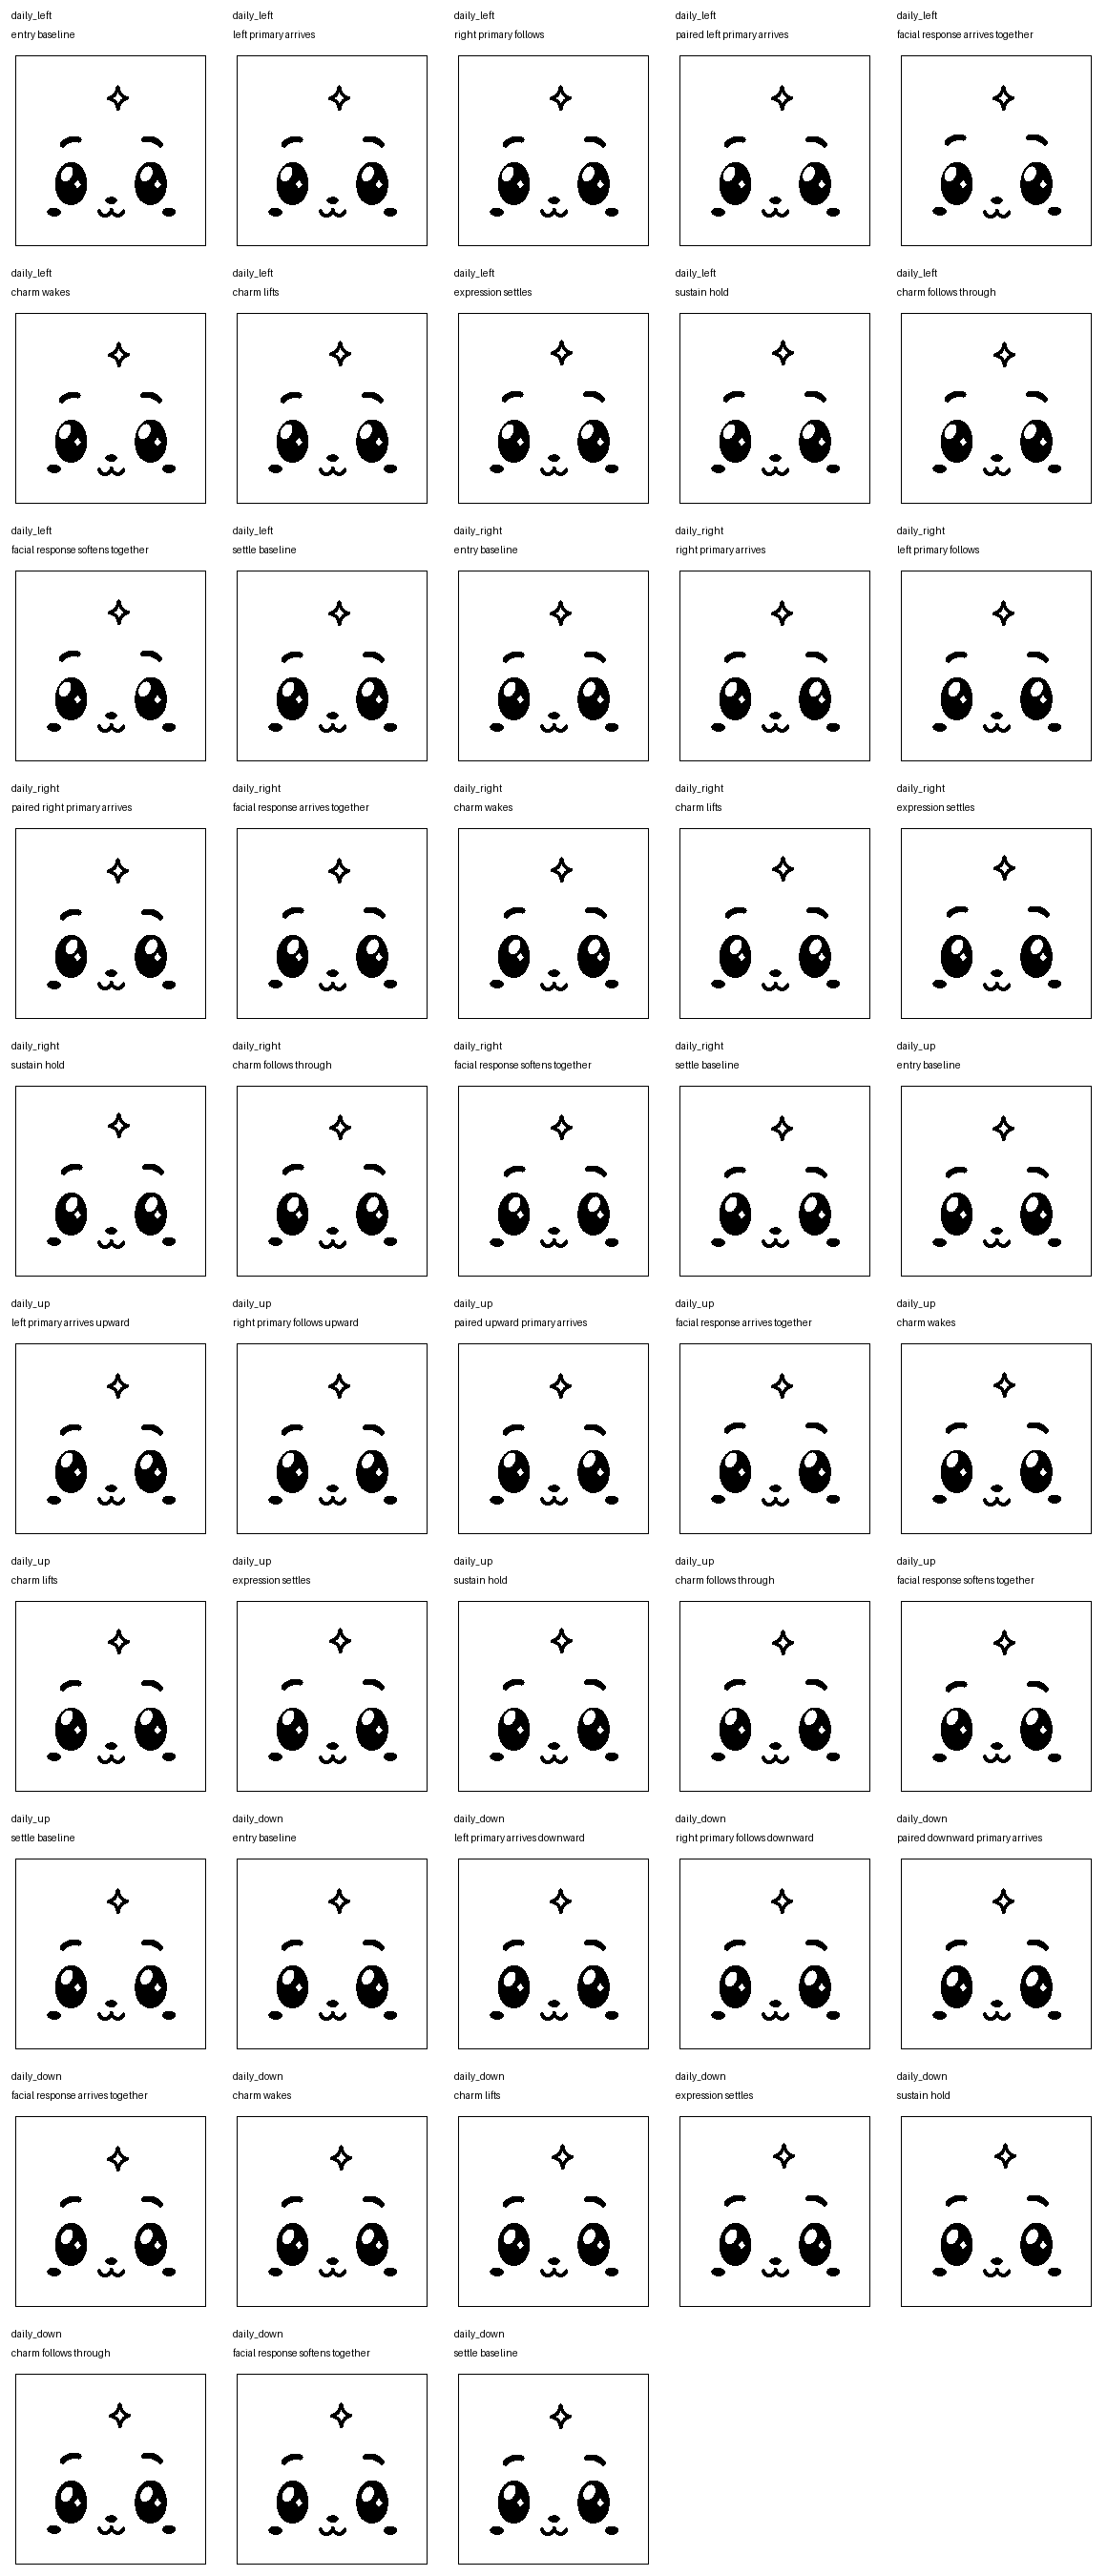 daily_left
entry baseline
daily_left
left primary arrives
daily_left
right primary follows
daily_left
paired left primary arrives
daily_left
facial response arrives together
daily_left
charm wakes
daily_left
charm lifts
daily_left
expression settles
daily_left
sustain hold
daily_left
charm follows through
daily_left
facial response softens together
daily_left
settle baseline
daily_right
entry baseline
daily_right
right primary arrives
daily_right
left primary follows
daily_right
paired right primary arrives
daily_right
facial response arrives together
daily_right
charm wakes
daily_right
charm lifts
daily_right
expression settles
daily_right
sustain hold
daily_right
charm follows through
daily_right
facial response softens together
daily_right
settle baseline
daily_up
entry baseline
daily_up
left primary arrives upward
daily_up
right primary follows upward
daily_up
paired upward primary arrives
daily_up
facial response arrives together
daily_up
charm wakes
daily_up
charm lifts
daily_up
expression settles
daily_up
sustain hold
daily_up
charm follows through
daily_up
facial response softens together
daily_up
settle baseline
daily_down
entry baseline
daily_down
left primary arrives downward
daily_down
right primary follows downward
daily_down
paired downward primary arrives
daily_down
facial response arrives together
daily_down
charm wakes
daily_down
charm lifts
daily_down
expression settles
daily_down
sustain hold
daily_down
charm follows through
daily_down
facial response softens together
daily_down
settle baseline